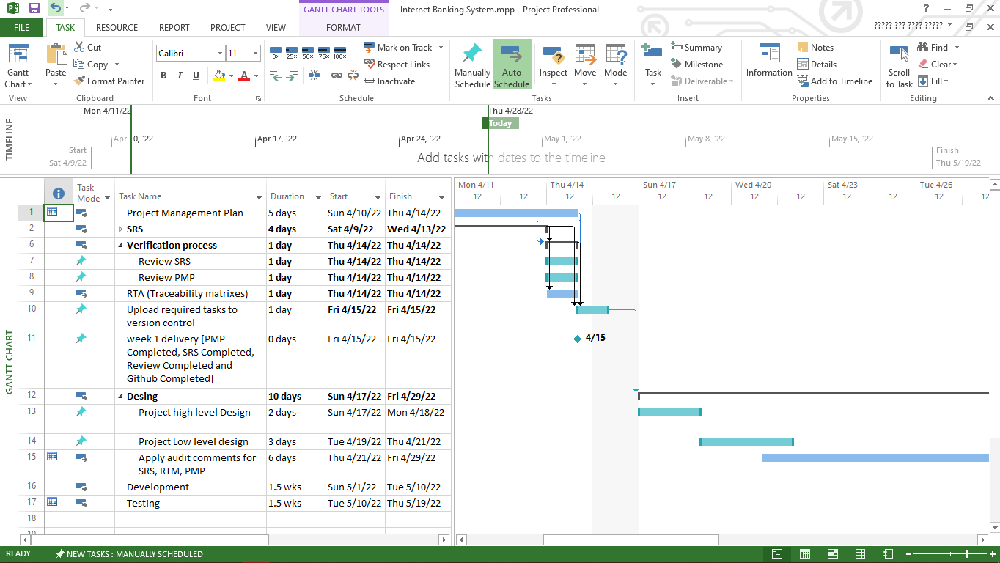 GANTT CHART TOOLS
Internet Banking System.mpp - Project Professional
?
FILE
TASK
RESOURCE
REPORT
PROJECT
VIEW
FORMAT
????? ??? ???? ?????
Gantt
Chart
View
Paste
Cut
Copy
Format Painter
Clipboard
Calibri
11
B I U
A
Font
0% 25% 50% 75% 100%
Mark on Track
Respect Links
Inactivate
Schedule
Manually
Schedule
Auto
Schedule
Inspect
Move
Mode
Tasks
Task
Summary
Milestone
Deliverable
Insert
Information
Notes
Details
Add to Timeline
Properties
Scroll
to Task
Find
Clear
Fill
Editing
TIMELINE
Mon 4/11/22
Thu 4/28/22
Today
Apr 10, '22
Apr 17, '22
Apr 24, '22
May 1, '22
May 8, '22
May 15, '22
Start
Sat 4/9/22
Add tasks with dates to the timeline
Finish
Thu 5/19/22
GANTT CHART
Task
Mode
Task Name
Duration
Start
Finish
Mon 4/11
Thu 4/14
Sun 4/17
Wed 4/20
Sat 4/23
Tue 4/26
12 12 12 12 12 12 12 12 12 12 12 12
1 Project Management Plan 5 days Sun 4/10/22 Thu 4/14/22
2 SRS 4 days Sat 4/9/22 Wed 4/13/22
6 Verification process 1 day Thu 4/14/22 Thu 4/14/22
7 Review SRS 1 day Thu 4/14/22 Thu 4/14/22
8 Review PMP 1 day Thu 4/14/22 Thu 4/14/22
9 RTA (Traceability matrixes) 1 day Thu 4/14/22 Thu 4/14/22
10 Upload required tasks to 1 day Fri 4/15/22 Fri 4/15/22
version control
11 week 1 delivery [PMP 0 days Fri 4/15/22 Fri 4/15/22
Completed, SRS Completed,
Review Completed and
Github Completed]
4/15
12 Desing 10 days Sun 4/17/22 Fri 4/29/22
13 Project high level Design 2 days Sun 4/17/22 Mon 4/18/22
14 Project Low level design 3 days Tue 4/19/22 Thu 4/21/22
15 Apply audit comments for 6 days Thu 4/21/22 Fri 4/29/22
SRS, RTM, PMP
16 Development 1.5 wks Sun 5/1/22 Tue 5/10/22
17 Testing 1.5 wks Tue 5/10/22 Thu 5/19/22
18
READY
NEW TASKS : MANUALLY SCHEDULED